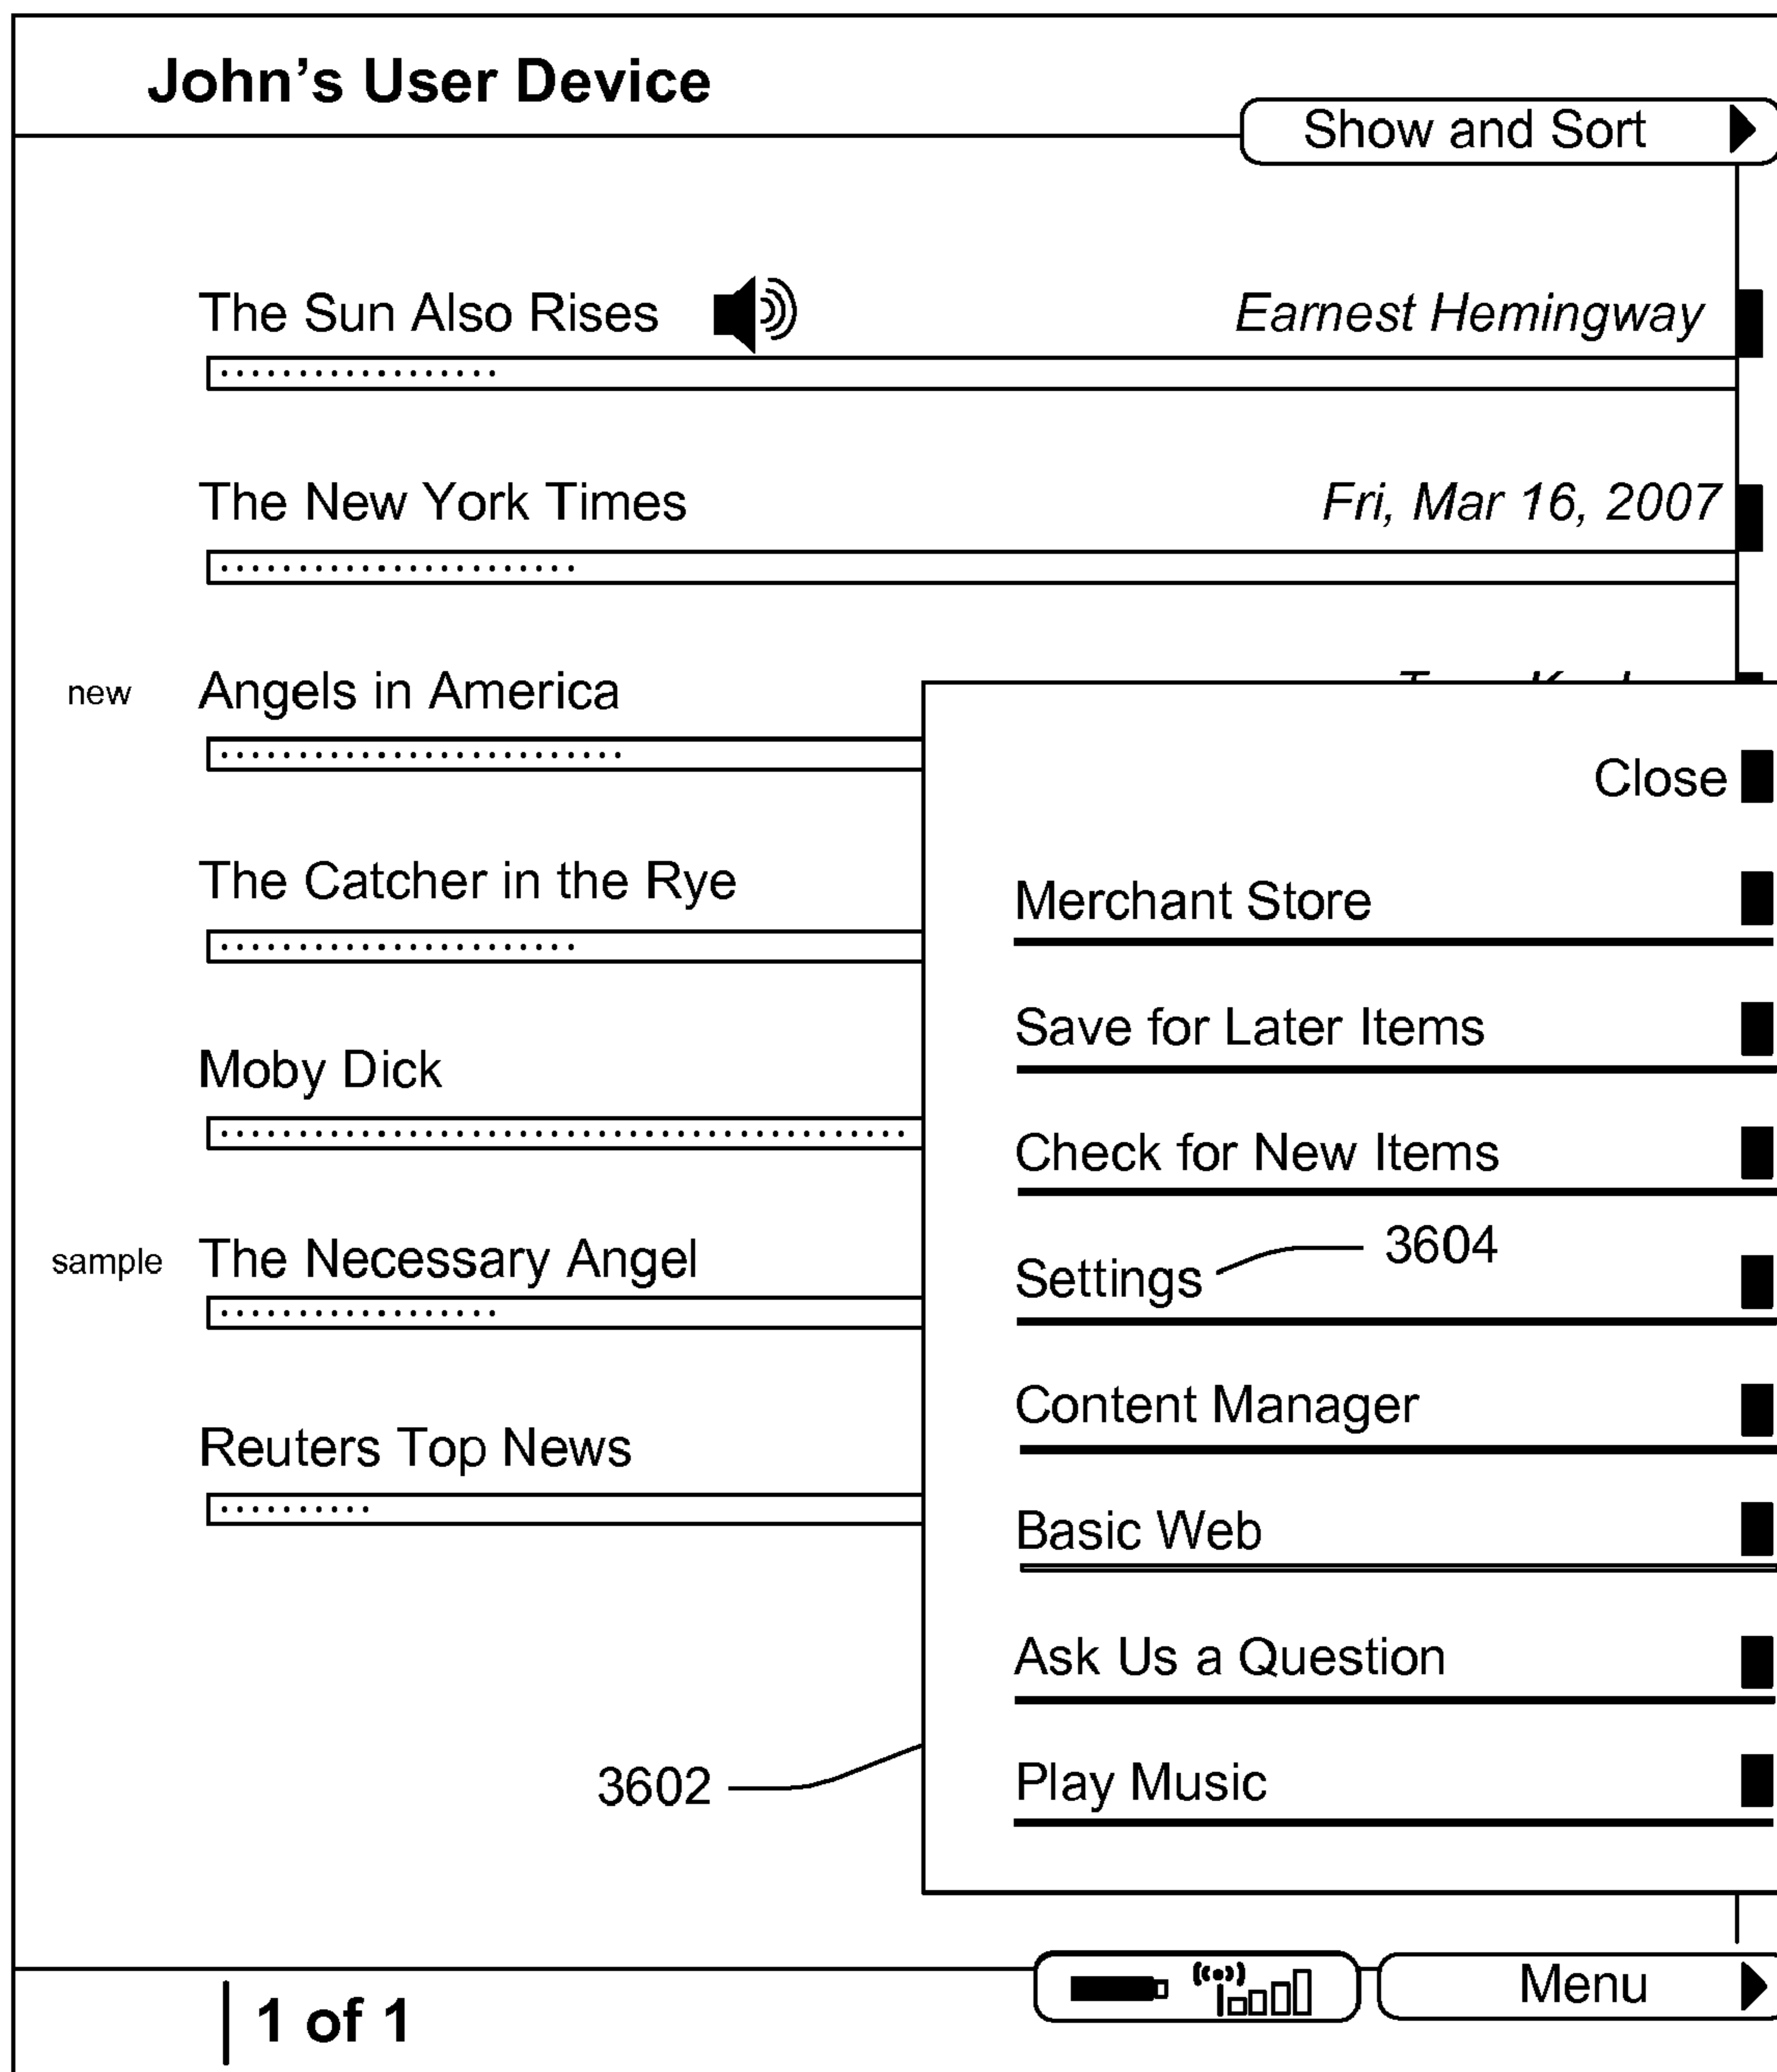 John's User Device
Show and Sort
The Sun Also Rises Earnest Hemingway
The New York Times Fri, Mar 16, 2007
new Angels in America
Close
The Catcher in the Rye
Merchant Store
Save for Later Items
Moby Dick
Check for New Items
sample The Necessary Angel
Settings 3604
Content Manager
Reuters Top News
Basic Web
Ask Us a Question
3602
Play Music
Menu
1 of 1